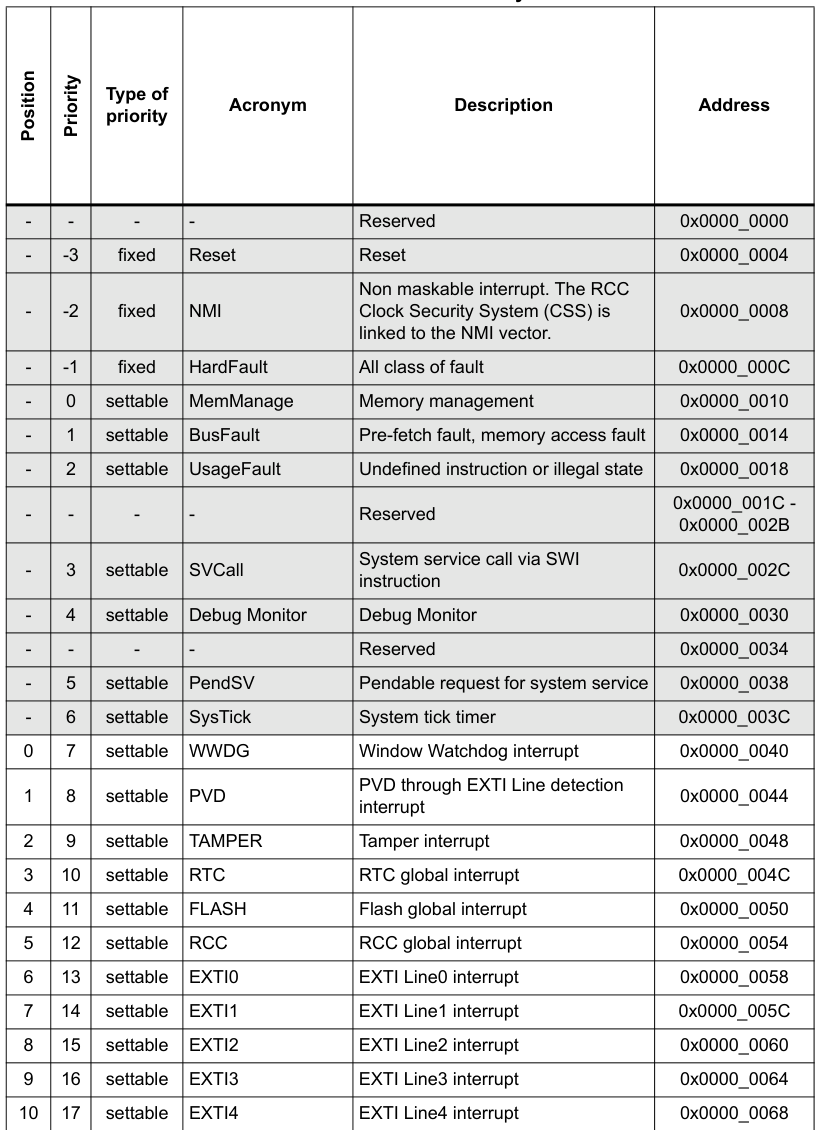 Position Priority Type of priority Acronym Description Address
- - - - Reserved 0x0000_0000
- -3 fixed Reset Reset 0x0000_0004
- -2 fixed NMI Non maskable interrupt. The RCC Clock Security System (CSS) is linked to the NMI vector. 0x0000_0008
- -1 fixed HardFault All class of fault 0x0000_000C
- 0 settable MemManage Memory management 0x0000_0010
- 1 settable BusFault Pre-fetch fault, memory access fault 0x0000_0014
- 2 settable UsageFault Undefined instruction or illegal state 0x0000_0018
- - - - Reserved 0x0000_001C - 0x0000_002B
- 3 settable SVCall System service call via SWI instruction 0x0000_002C
- 4 settable Debug Monitor Debug Monitor 0x0000_0030
- - - - Reserved 0x0000_0034
- 5 settable PendSV Pendable request for system service 0x0000_0038
- 6 settable SysTick System tick timer 0x0000_003C
0 7 settable WWDG Window Watchdog interrupt 0x0000_0040
1 8 settable PVD PVD through EXTI Line detection interrupt 0x0000_0044
2 9 settable TAMPER Tamper interrupt 0x0000_0048
3 10 settable RTC RTC global interrupt 0x0000_004C
4 11 settable FLASH Flash global interrupt 0x0000_0050
5 12 settable RCC RCC global interrupt 0x0000_0054
6 13 settable EXTI0 EXTI Line0 interrupt 0x0000_0058
7 14 settable EXTI1 EXTI Line1 interrupt 0x0000_005C
8 15 settable EXTI2 EXTI Line2 interrupt 0x0000_0060
9 16 settable EXTI3 EXTI Line3 interrupt 0x0000_0064
10 17 settable EXTI4 EXTI Line4 interrupt 0x0000_0068